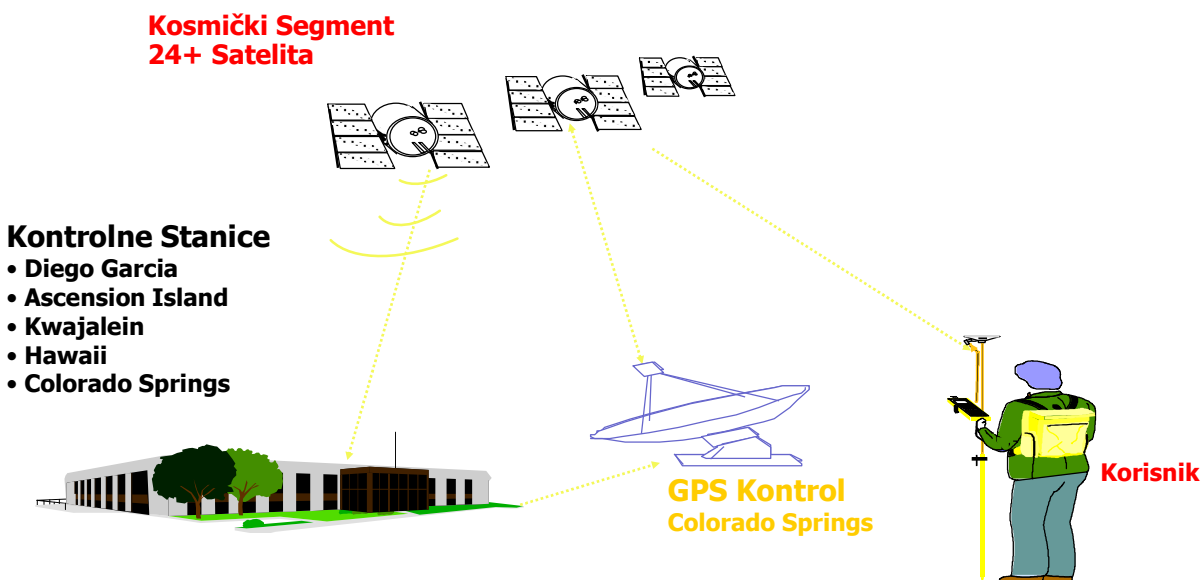 Kosmički Segment
24+ Satelita
Kontrolne Stanice
• Diego Garcia
• Ascension Island
• Kwajalein
• Hawaii
• Colorado Springs
GPS Kontrol
Colorado Springs
Korisnik